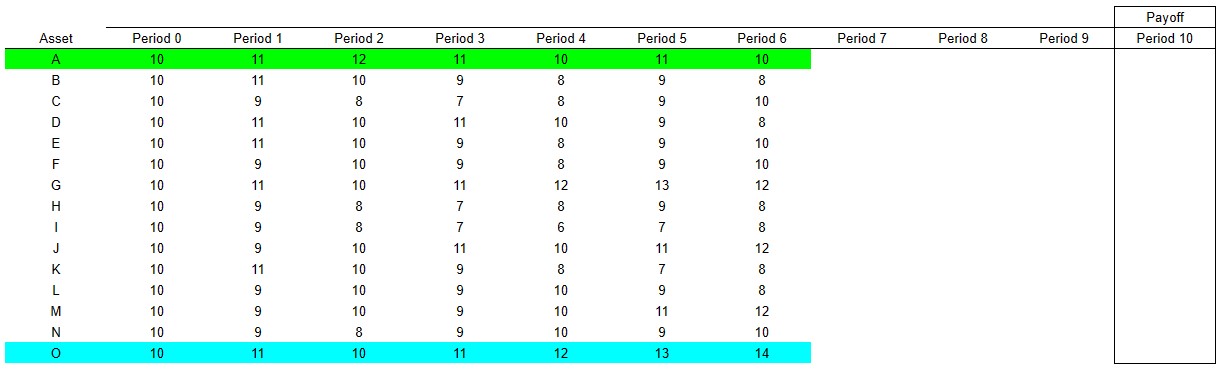 Payoff
Asset Period 0 Period 1 Period 2 Period 3 Period 4 Period 5 Period 6 Period 7 Period 8 Period 9 Period 10
A 10 11 12 11 10 11 10
B 10 11 10 9 8 9 8
C 10 9 8 7 8 9 10
D 10 11 10 11 10 9 8
E 10 11 10 9 8 9 10
F 10 9 10 9 8 9 10
G 10 11 10 11 12 13 12
H 10 9 8 7 8 9 8
I 10 9 8 7 6 7 8
J 10 9 10 11 10 11 12
K 10 11 10 9 8 7 8
L 10 9 10 9 10 9 8
M 10 9 10 9 10 11 12
N 10 9 8 9 10 9 10
O 10 11 10 11 12 13 14